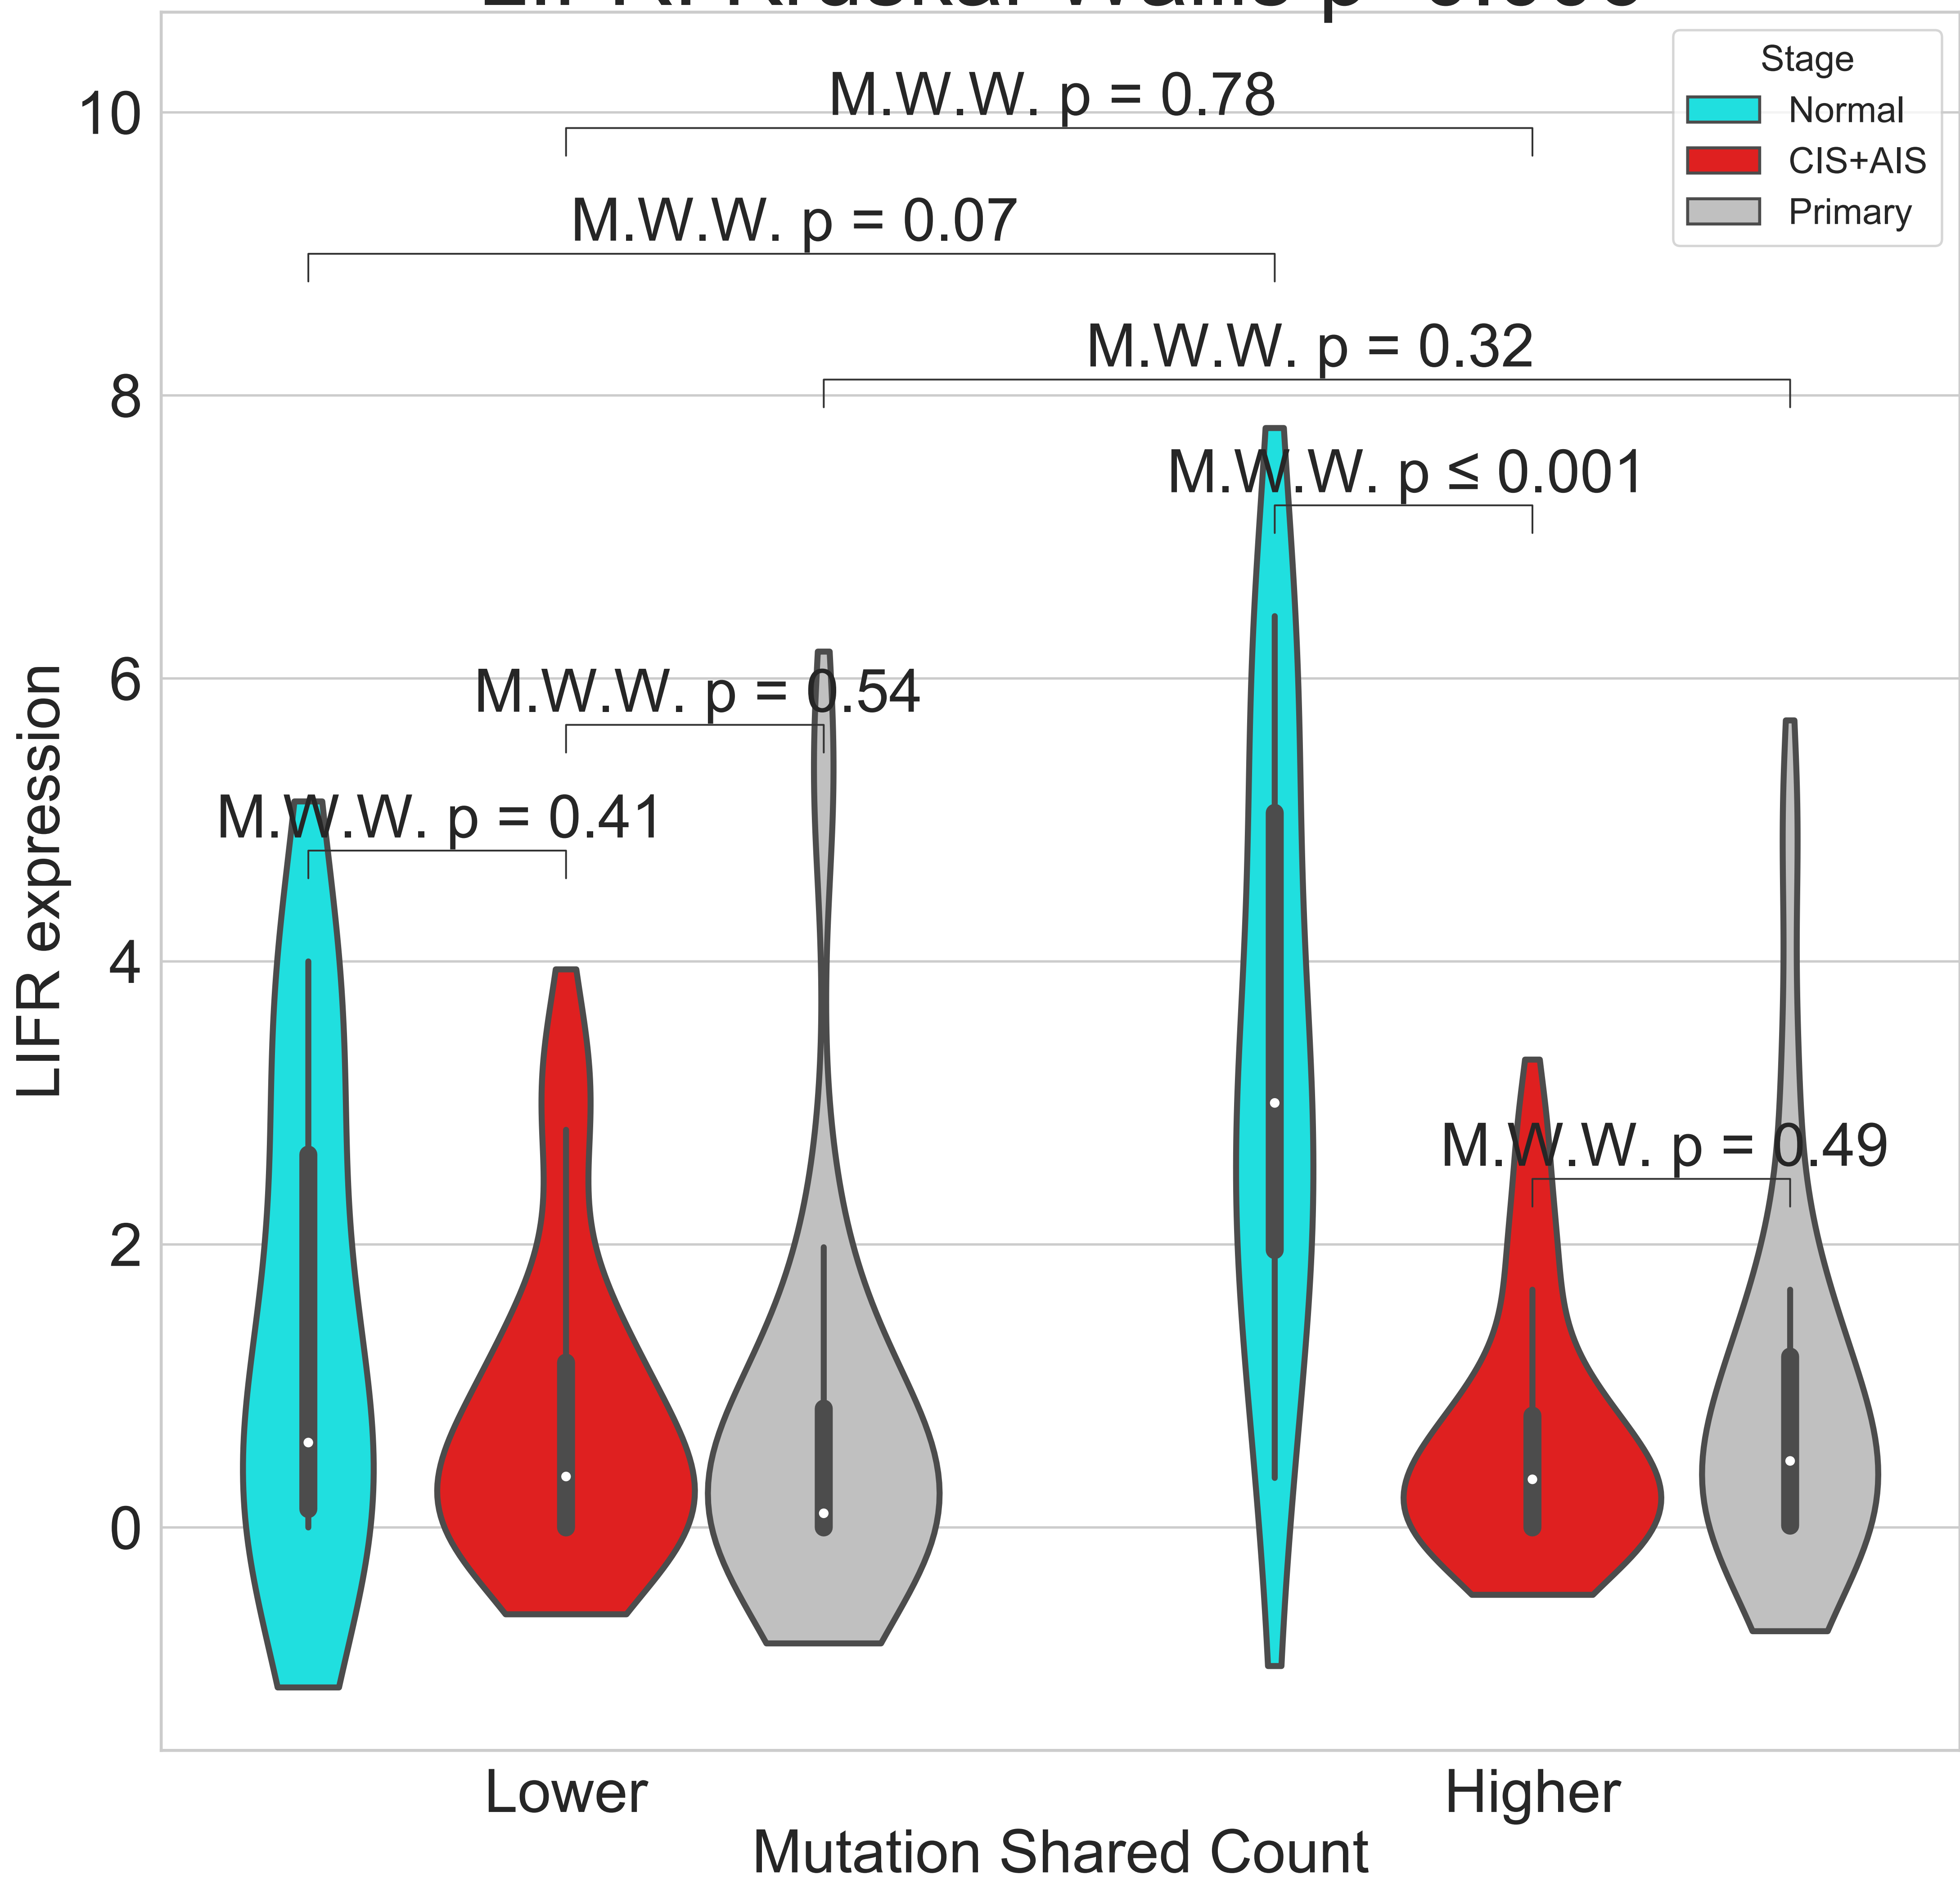 Stage
Normal
CIS+AIS
Primary
M.W.W. p = 0.78
M.W.W. p = 0.07
M.W.W. p = 0.32
M.W.W. p ≤ 0.001
M.W.W. p = 0.54
M.W.W. p = 0.41
M.W.W. p = 0.49
10
8
6
4
2
0
LIFR expression
Lower
Higher
Mutation Shared Count